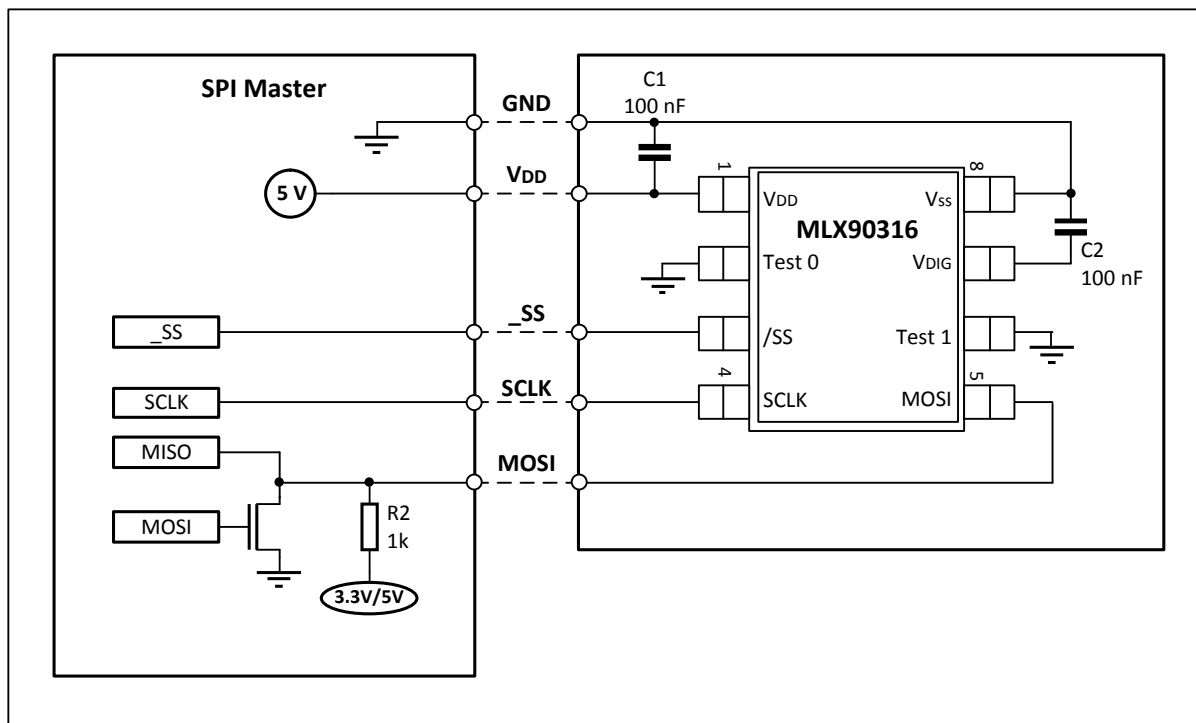 SPI Master
GND
C1
100 nF
5 V
VDD
1
8
VDD
VSS
MLX90316
C2
100 nF
Test 0
VDIG
_SS
_SS
/SS
Test 1
SCLK
SCLK
4
5
SCLK
MOSI
MISO
MOSI
MOSI
R2
1k
3.3V/5V